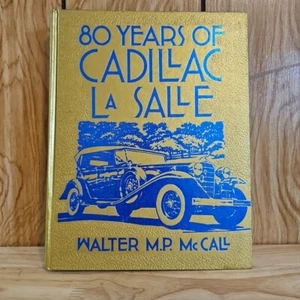 80 YEARS OF
CADILLAC
LA SALLE
WALTER M.P. McCALL